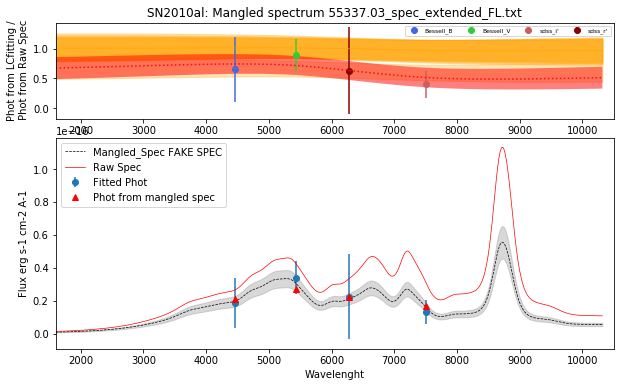 SN2010al: Mangled spectrum 55337.03_spec_extended_FL.txt
Phot from LCfitting /
Phot from Raw Spec
1.0
0.5
0.0
Bessell_B
Bessell_V
sdss_i'
sdss_r'
2000 3000 4000 5000 6000 7000 8000 9000 10000
1e−16
Flux erg s-1 cm-2 A-1
1.0
0.8
0.6
0.4
0.2
0.0
Mangled_Spec FAKE SPEC
Raw Spec
Fitted Phot
Phot from mangled spec
2000 3000 4000 5000 6000 7000 8000 9000 10000
Wavelenght